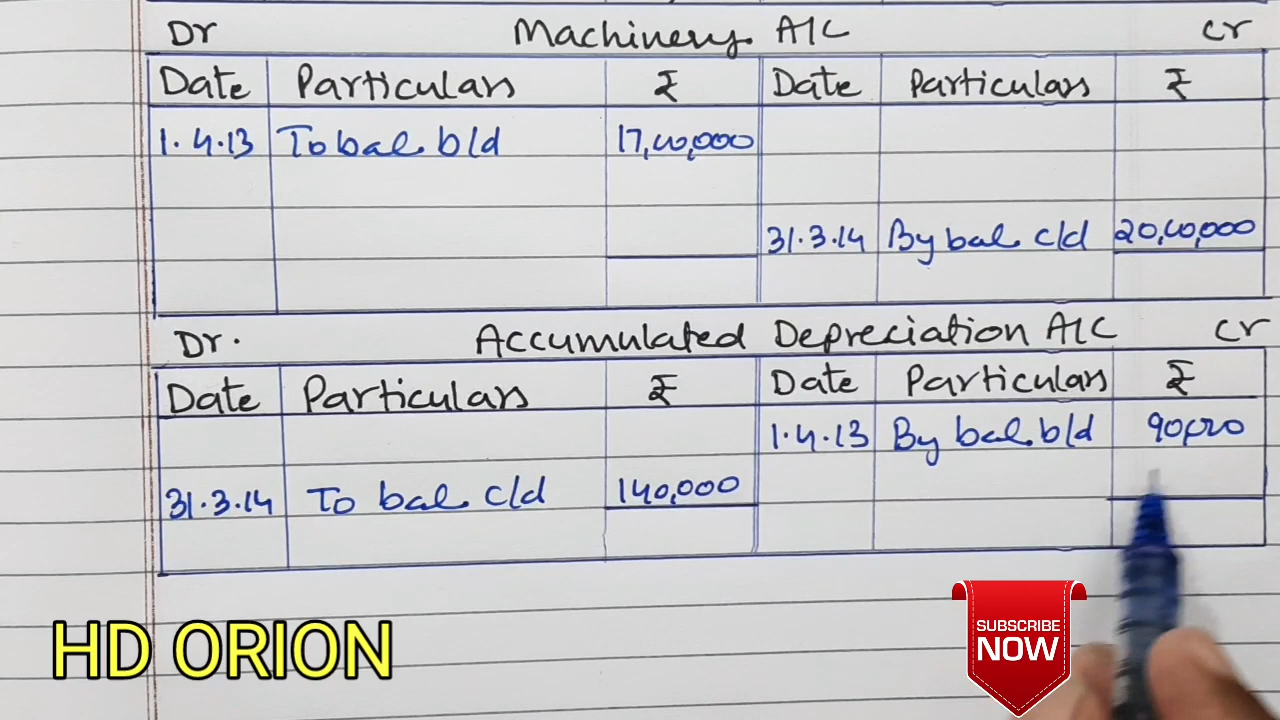 Dr Machinery A/C Cr
Date Particulars ₹ Date Particulars ₹
1.4.13 To bal b/d 17,40,000
31.3.14 By bal c/d 20,40,000
Dr. Accumulated Depreciation A/C Cr
Date Particulars ₹ Date Particulars ₹
1.4.13 By bal b/d 90,000
31.3.14 To bal c/d 140,000
HD ORION
SUBSCRIBE
NOW